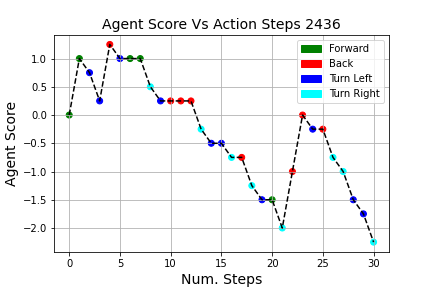 Agent Score Vs Action Steps 2436
Forward
Back
Turn Left
Turn Right
1.0
0.5
0.0
−0.5
−1.0
−1.5
−2.0
Agent Score
0 5 10 15 20 25 30
Num. Steps